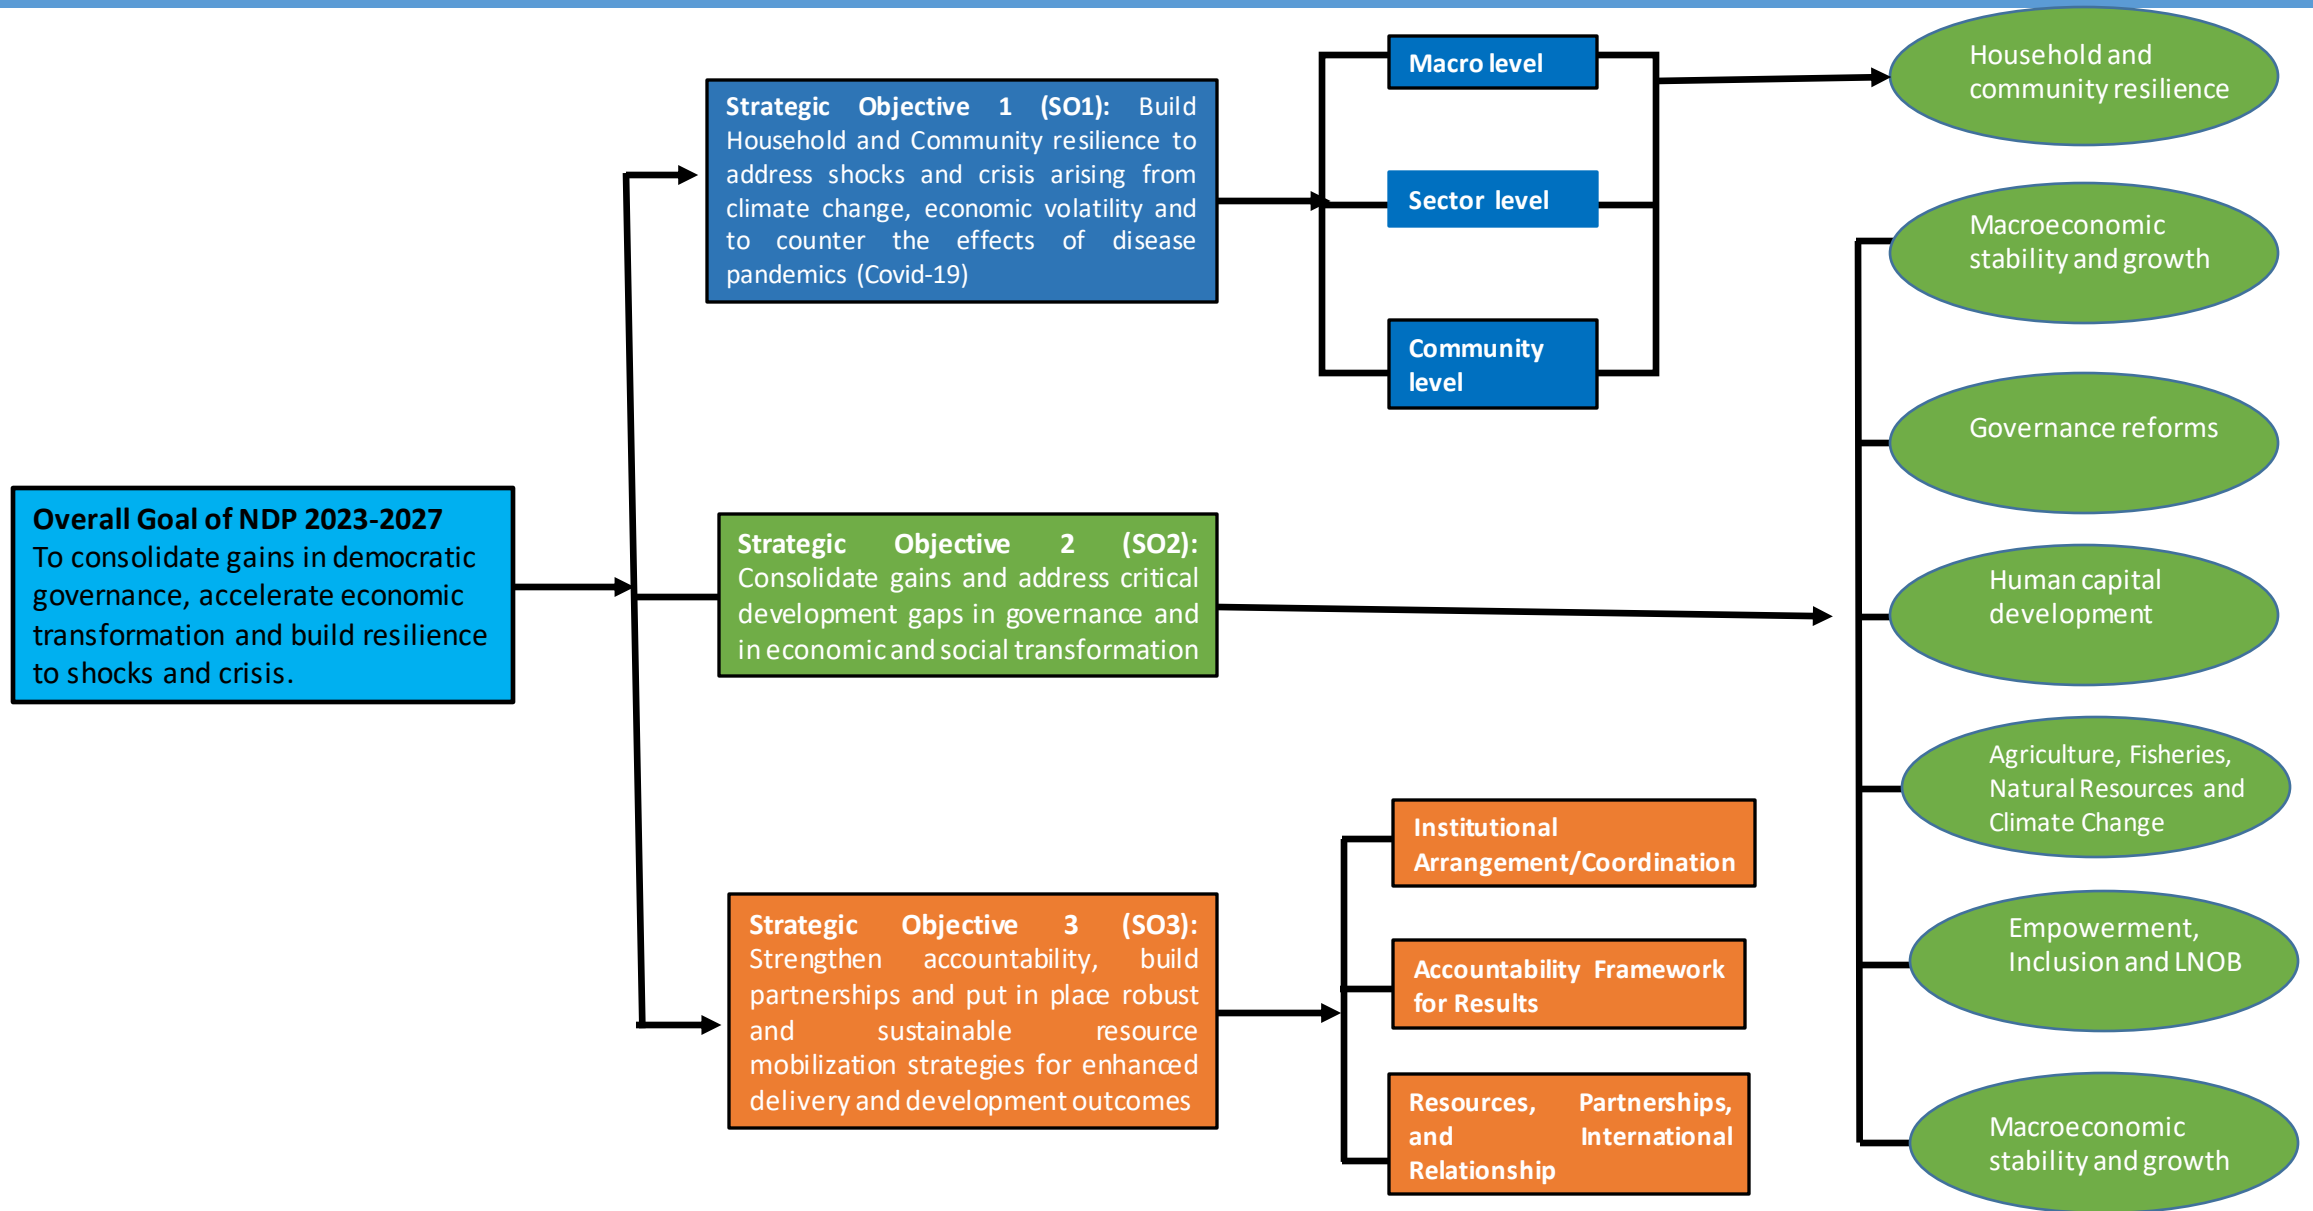 Overall Goal of NDP 2023-2027
To consolidate gains in democratic
governance, accelerate economic
transformation and build resilience
to shocks and crisis.
Strategic Objective 1 (SO1): Build
Household and Community resilience to
address shocks and crisis arising from
climate change, economic volatility and
to counter the effects of disease
pandemics (Covid-19)
Macro level
Sector level
Community
level
Household and
community resilience
Strategic Objective 2 (SO2):
Consolidate gains and address critical
development gaps in governance and
in economic and social transformation
Macroeconomic
stability and growth
Governance reforms
Human capital
development
Agriculture, Fisheries,
Natural Resources and
Climate Change
Empowerment,
Inclusion and LNOB
Macroeconomic
stability and growth
Strategic Objective 3 (SO3):
Strengthen accountability, build
partnerships and put in place robust
and sustainable resource
mobilization strategies for enhanced
delivery and development outcomes
Institutional
Arrangement/Coordination
Accountability Framework
for Results
Resources, Partnerships,
and International
Relationship